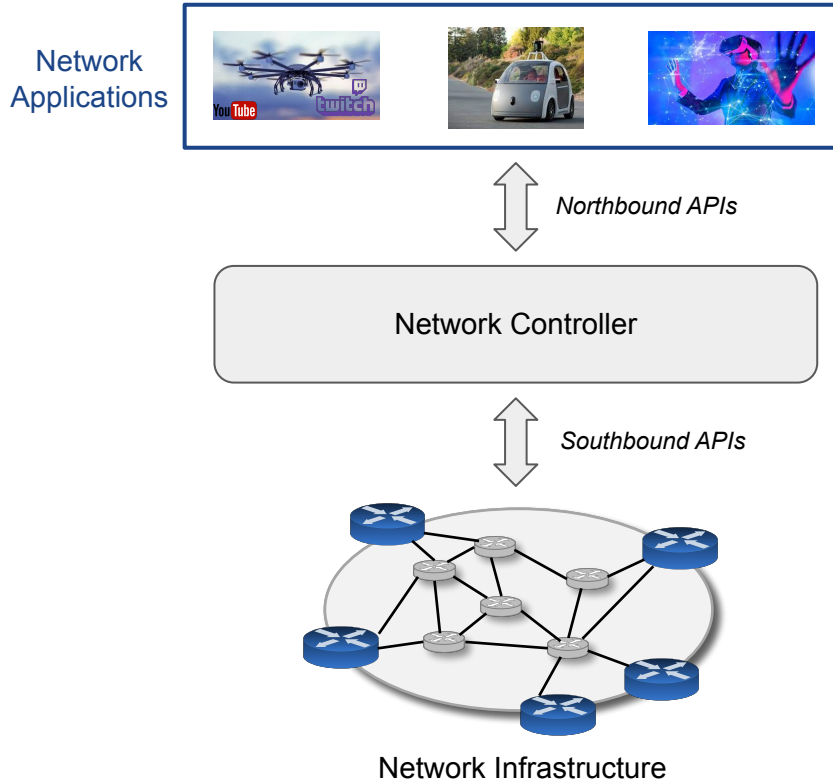 Network
Applications
YouTube
twitch
Northbound APIs
Network Controller
Southbound APIs
Network Infrastructure